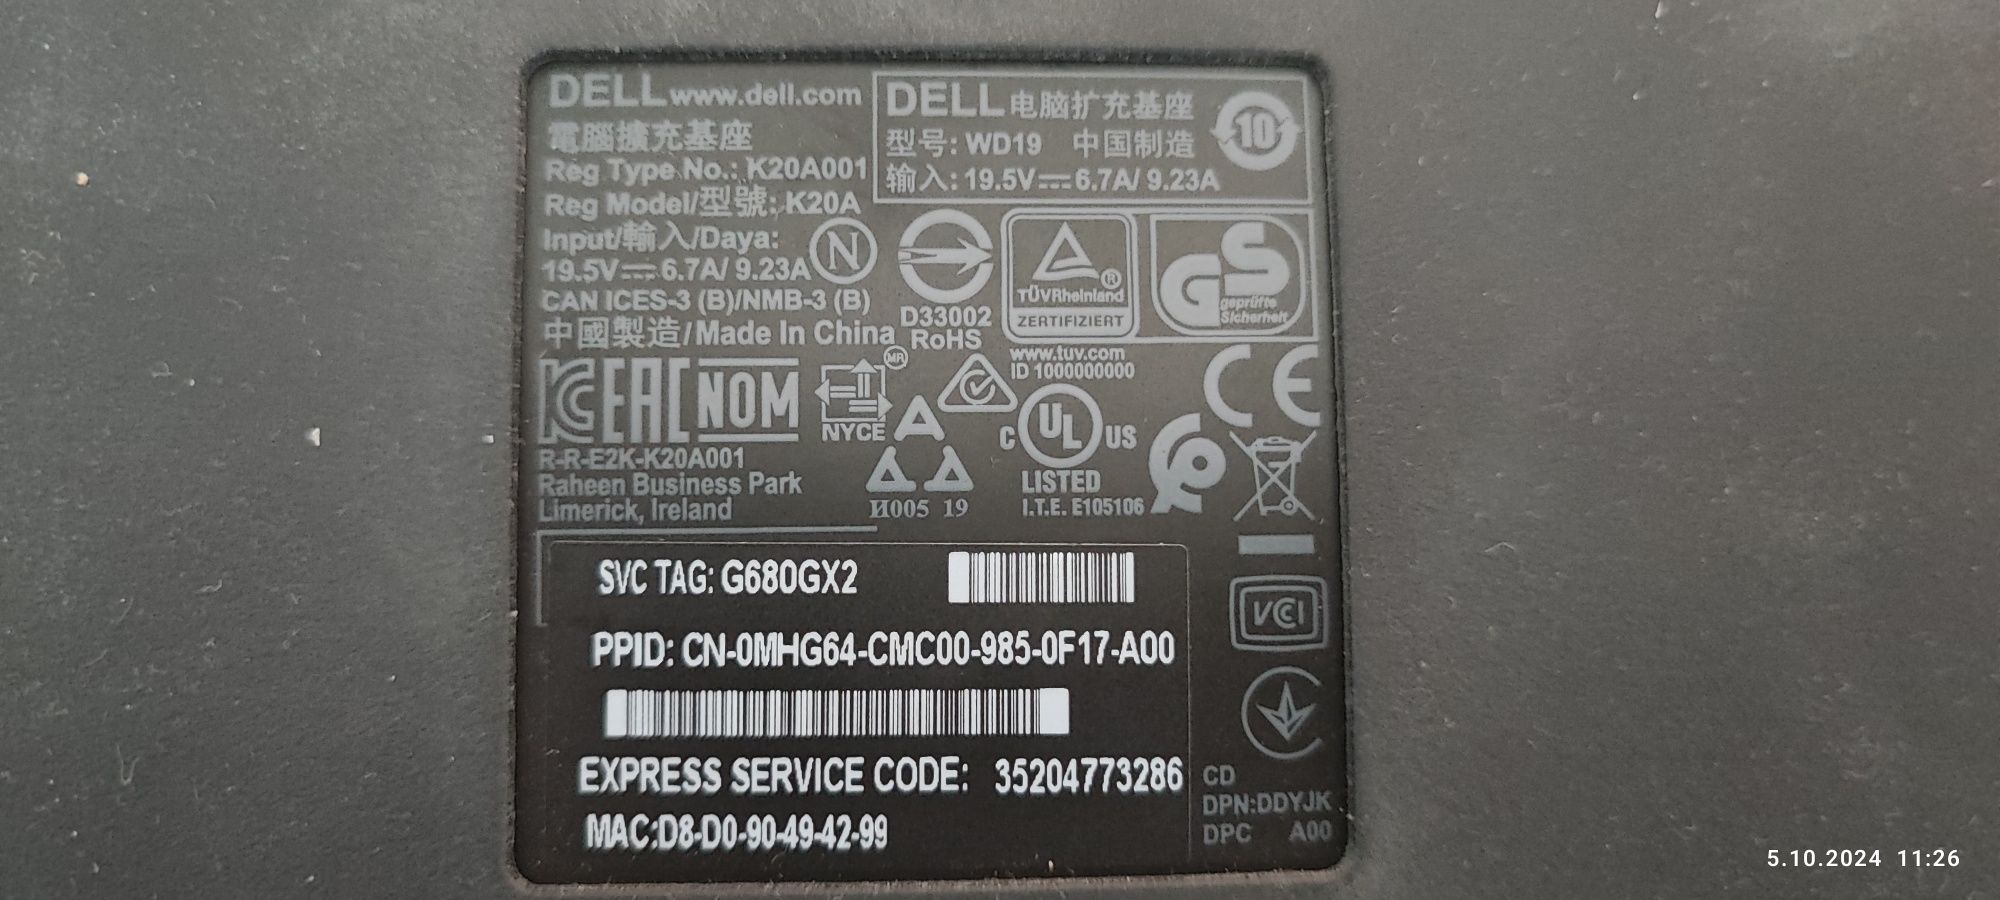 DELL www.dell.com
電腦擴充基座
Reg Type No.: K20A001
Reg Model/型號: K20A
Input/輸入/Daya:
19.5V⎓6.7A/ 9.23A
CAN ICES-3 (B)/NMB-3 (B)
中國製造/Made In China
N
DELL 电脑扩充基座
型号: WD19 中国制造
输入: 19.5V⎓6.7A/ 9.23A
10
D33002
RoHS
TÜVRheinland
ZERTIFIZIERT
www.tuv.com
ID 1000000000
GS
geprüfte
Sicherheit
EAC NOM
NYCE
MR
И005 19
C UL US
LISTED
I.T.E. E105106
CE
R-R-E2K-K20A001
Raheen Business Park
Limerick, Ireland
SVC TAG: G680GX2
PPID: CN-0MHG64-CMC00-985-0F17-A00
EXPRESS SERVICE CODE: 35204773286
MAC:D8-D0-90-49-42-99
VCCI
CD
DPN:DDYJK
DPC A00
5.10.2024 11:26